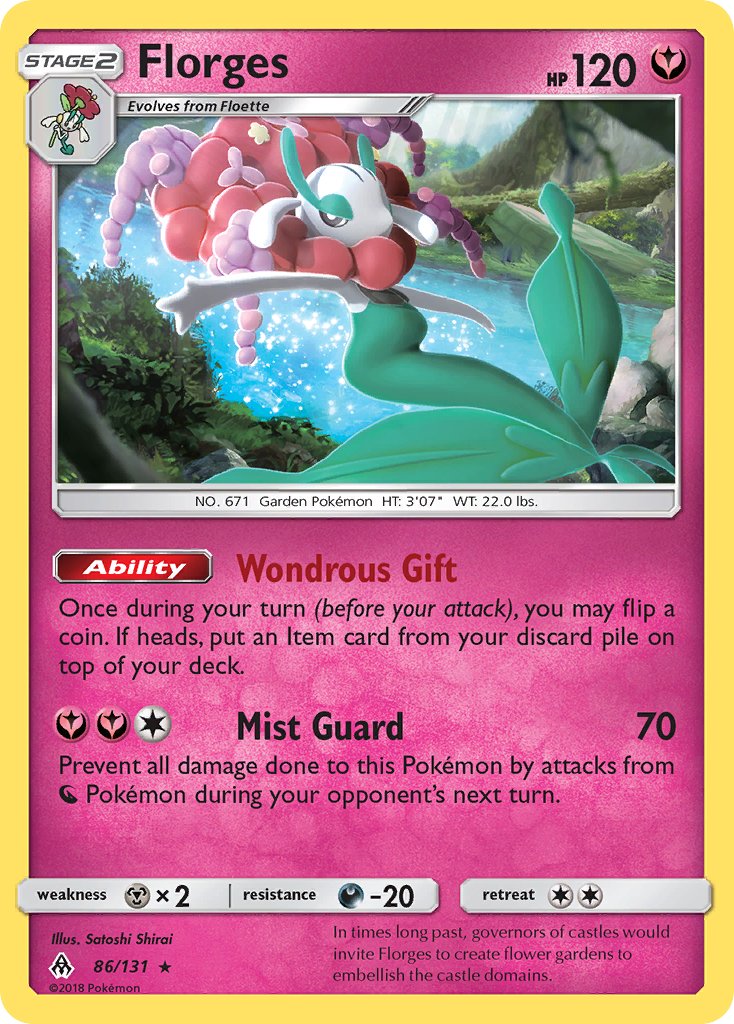 STAGE2
Florges
HP 120
Evolves from Floette
NO. 671 Garden Pokémon HT: 3'07" WT: 22.0 lbs.
Ability Wondrous Gift
Once during your turn (before your attack), you may flip a
coin. If heads, put an Item card from your discard pile on
top of your deck.
Mist Guard 70
Prevent all damage done to this Pokémon by attacks from
Pokémon during your opponent's next turn.
weakness × 2 resistance -20 retreat
Illus. Satoshi Shirai
86/131
©2018 Pokémon
In times long past, governors of castles would
invite Florges to create flower gardens to
embellish the castle domains.